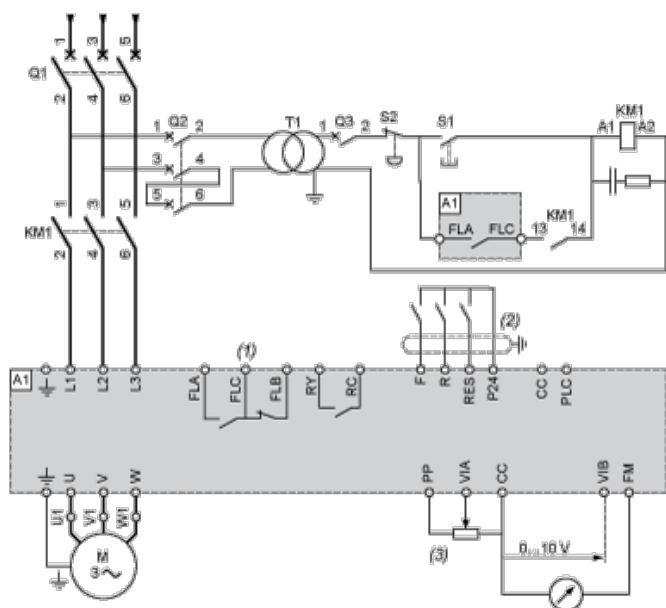 1 3 5
Q1
2 4 6
1 Q2 2
3 4
5 6
T1
1 Q3 2
S2
S1
KM1
A1 A2
A1
FLA FLC
13 KM1 14
1 3 5
KM1
2 4 6
(1)
(2)
A1
L1 L2 L3
FLA FLC FLB RY RC
F R RES P24 CC PLC
U V W
PP VIA CC VIB FM
U1 V1 W1
M
3
(3)
0...10 V